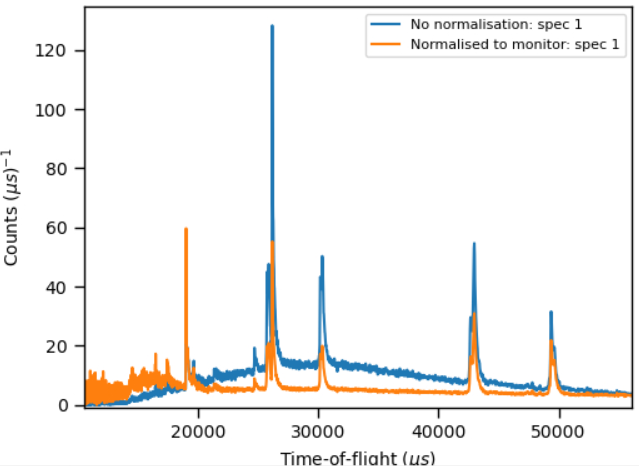 No normalisation: spec 1
Normalised to monitor: spec 1
120
100
80
60
40
20
0
Counts (μs)⁻¹
20000 30000 40000 50000
Time-of-flight (μs)